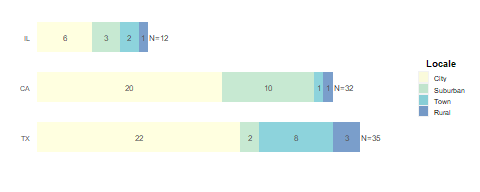 IL 6 3 2 1 N=12
CA 20 10 1 1 N=32
TX 22 2 8 3 N=35
Locale
City
Suburban
Town
Rural